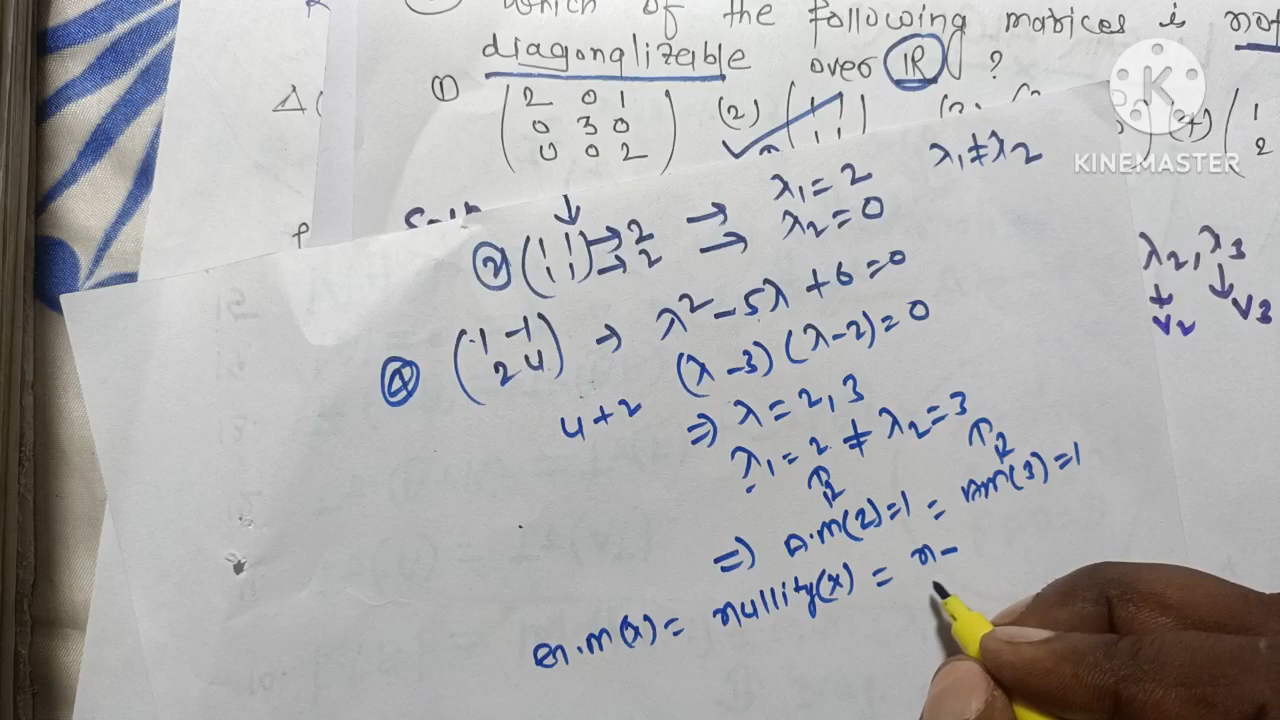 which of the following matrices is not
diagonalizable over IR ?
① (2 0 1
0 3 0
0 0 2) (2) (1 1
1 1) (4) (1
2
KINEMASTER
Δ(
λ1 = 2 λ1 ≠ λ2
② (1 1 → 2 → λ2 = 0
1 1) → 2 →
λ2, λ3
v2 v3
④ (1 -1
2 4) → λ² - 5λ + 6 = 0
(λ - 3) (λ - 2) = 0
4 + 2 ⇒ λ = 2, 3
λ1 = 2 ≠ λ2 = 3
⇒ A.M(2) = 1 = AM(3) = 1
G.M(λ) = nullity(x) = n -